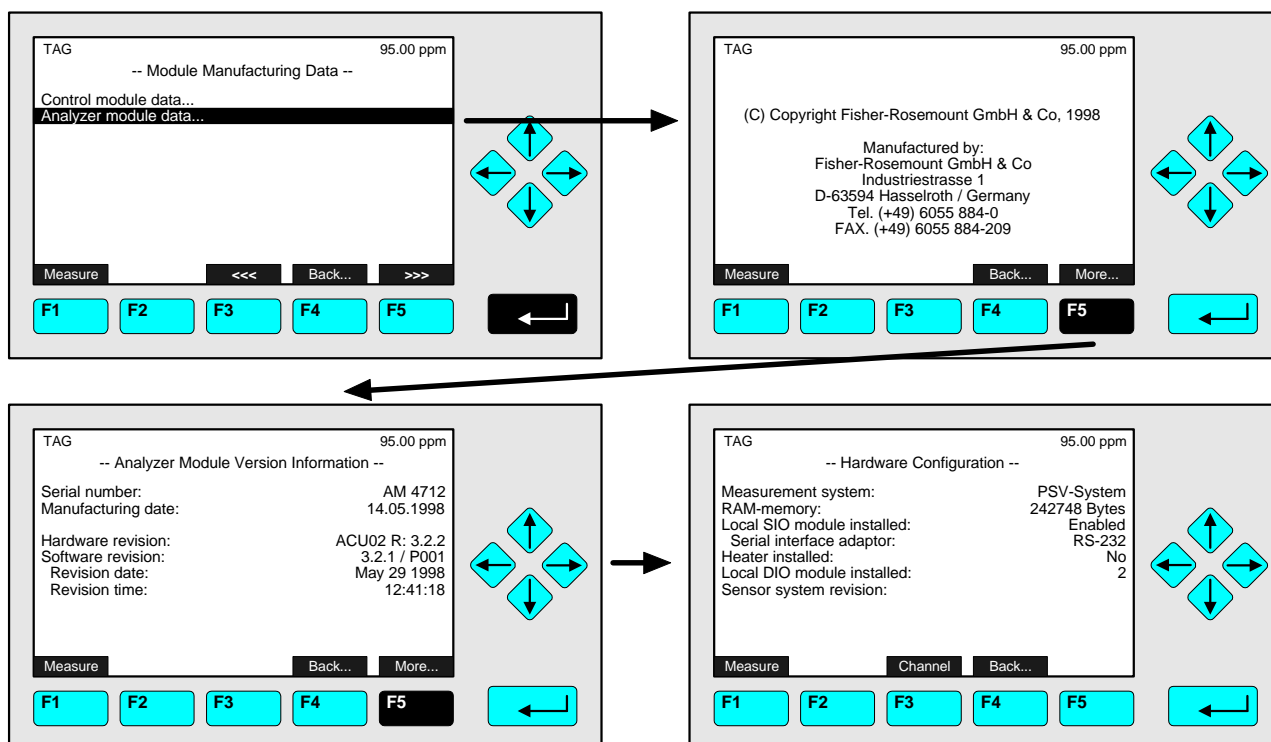 TAG 95.00 ppm
-- Module Manufacturing Data --
Control module data...
Analyzer module data...
Measure <<< Back... >>>
F1 F2 F3 F4 F5
TAG 95.00 ppm
(C) Copyright Fisher-Rosemount GmbH & Co, 1998
Manufactured by:
Fisher-Rosemount GmbH & Co
Industriestrasse 1
D-63594 Hasselroth / Germany
Tel. (+49) 6055 884-0
FAX. (+49) 6055 884-209
Measure Back... More...
F1 F2 F3 F4 F5
TAG 95.00 ppm
-- Analyzer Module Version Information --
Serial number: AM 4712
Manufacturing date: 14.05.1998
Hardware revision: ACU02 R: 3.2.2
Software revision: 3.2.1 / P001
Revision date: May 29 1998
Revision time: 12:41:18
Measure Back... More...
F1 F2 F3 F4 F5
TAG 95.00 ppm
-- Hardware Configuration --
Measurement system: PSV-System
RAM-memory: 242748 Bytes
Local SIO module installed: Enabled
Serial interface adaptor: RS-232
Heater installed: No
Local DIO module installed: 2
Sensor system revision:
Measure Channel Back...
F1 F2 F3 F4 F5